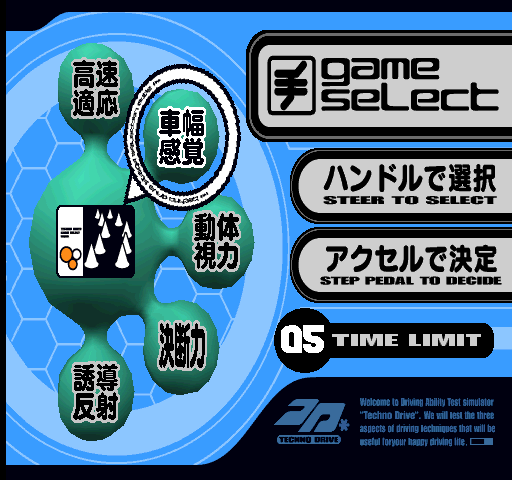 game
select
ハンドルで選択
STEER TO SELECT
アクセルで決定
STEP PEDAL TO DECIDE
05 TIME LIMIT
高速
適応
車幅
感覚
動体
視力
決断力
誘導
反射
TECHNO DRIVE
Welcome to Driving Ability Test simulator
"Techno Drive". We will test the three
aspects of driving techniques that will be
useful foryour happy driving life.